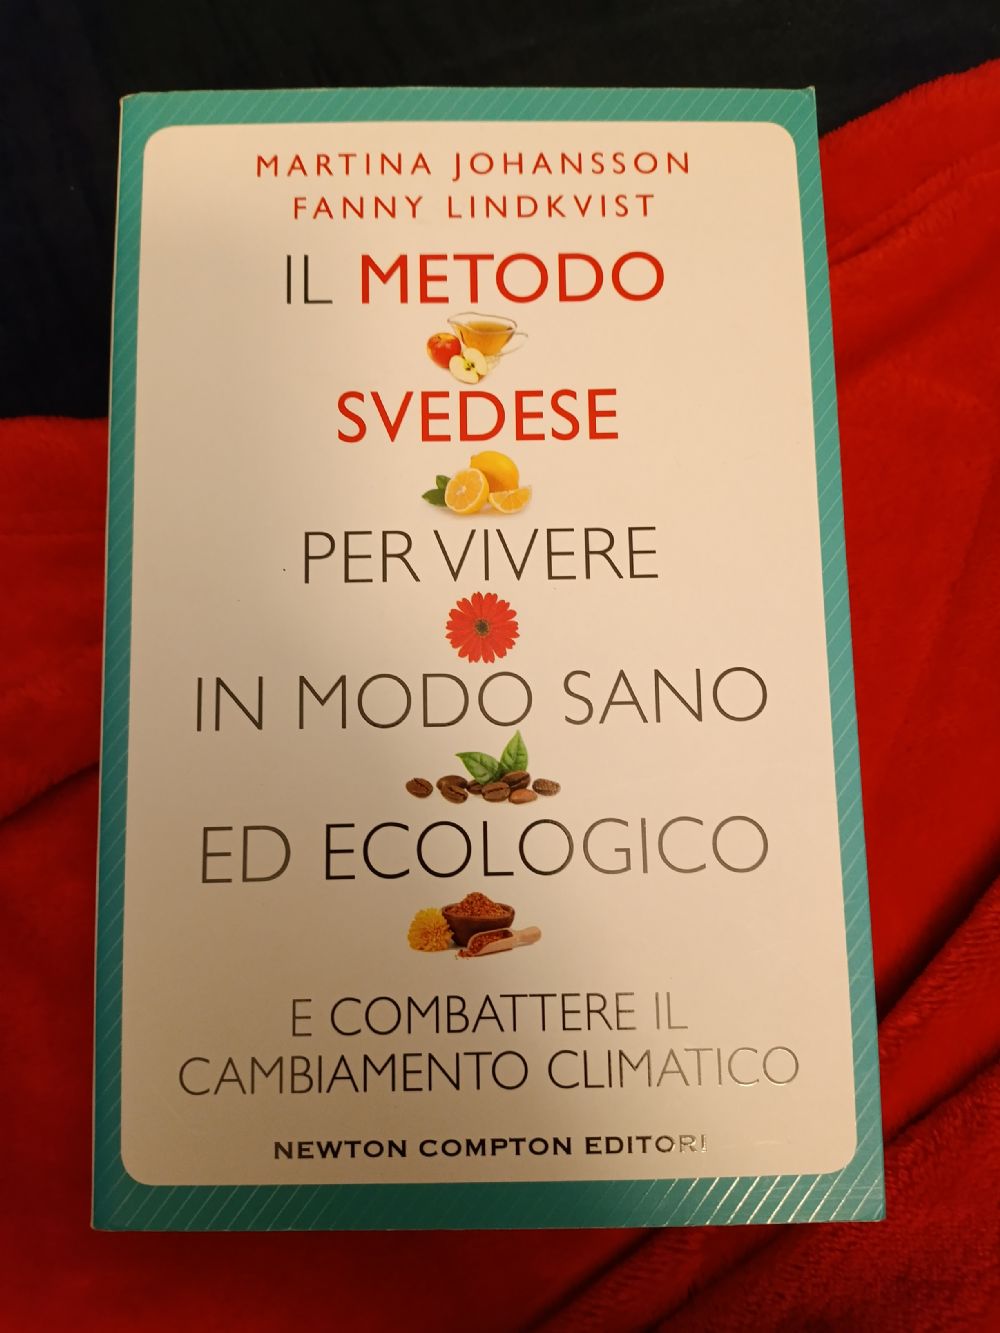 MARTINA JOHANSSON
FANNY LINDKVIST
IL METODO
SVEDESE
PER VIVERE
IN MODO SANO
ED ECOLOGICO
E COMBATTERE IL
CAMBIAMENTO CLIMATICO
NEWTON COMPTON EDITORI